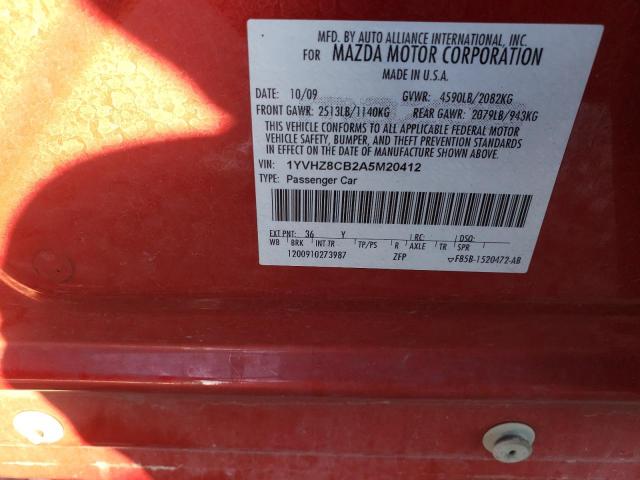 MFD. BY AUTO ALLIANCE INTERNATIONAL, INC.
FOR MAZDA MOTOR CORPORATION
MADE IN U.S.A.
DATE: 10/09 GVWR: 4590LB/2082KG
FRONT GAWR: 2513LB/1140KG REAR GAWR: 2079LB/943KG
THIS VEHICLE CONFORMS TO ALL APPLICABLE FEDERAL MOTOR
VEHICLE SAFETY, BUMPER, AND THEFT PREVENTION STANDARDS
IN EFFECT ON THE DATE OF MANUFACTURE SHOWN ABOVE.
VIN: 1YVHZ8CB2A5M20412
TYPE: Passenger Car
EXT PNT: 36 Y RC: DSO:
WB BRK INT TR TP/PS R AXLE TR SPR
1200910273987 ZFP ▽F85B-1520472-AB